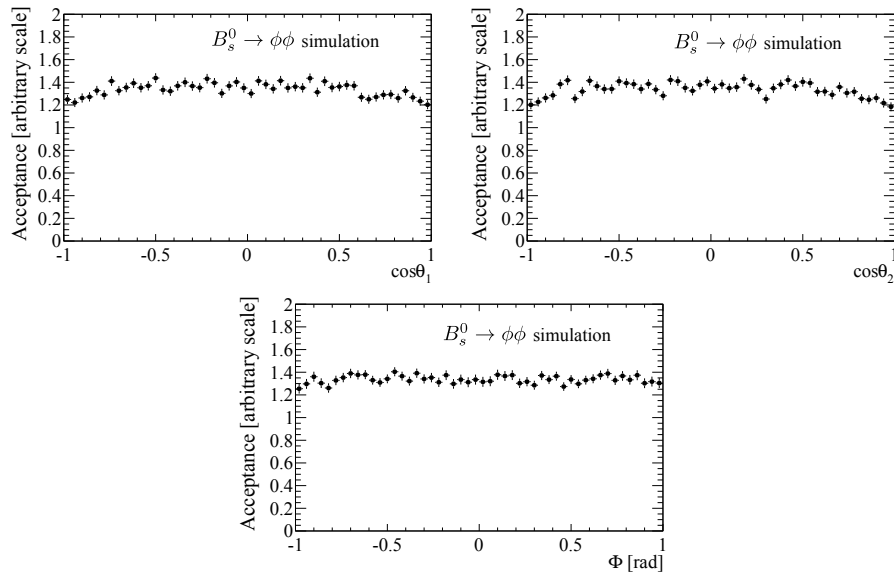 B_s^0 → φφ simulation
Acceptance [arbitrary scale]
2
1.8
1.6
1.4
1.2
1
0.8
0.6
0.4
0.2
0
-1 -0.5 0 0.5 1
cosθ_1
B_s^0 → φφ simulation
Acceptance [arbitrary scale]
2
1.8
1.6
1.4
1.2
1
0.8
0.6
0.4
0.2
0
-1 -0.5 0 0.5 1
cosθ_2
B_s^0 → φφ simulation
Acceptance [arbitrary scale]
2
1.8
1.6
1.4
1.2
1
0.8
0.6
0.4
0.2
0
-1 -0.5 0 0.5 1
Φ [rad]